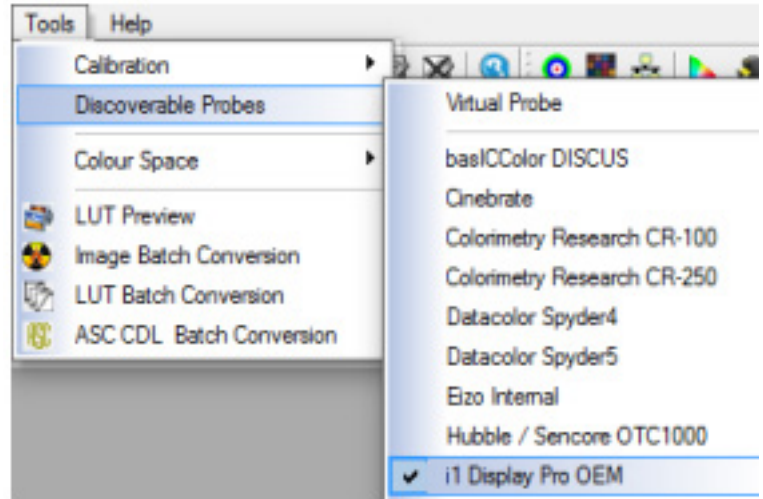 Tools Help
Calibration
Discoverable Probes
Colour Space
LUT Preview
Image Batch Conversion
LUT Batch Conversion
ASC CDL Batch Conversion
Virtual Probe
basICColor DISCUS
Cinebrate
Colorimetry Research CR-100
Colorimetry Research CR-250
Datacolor Spyder4
Datacolor Spyder5
Eizo Internal
Hubble / Sencore OTC1000
i1 Display Pro OEM